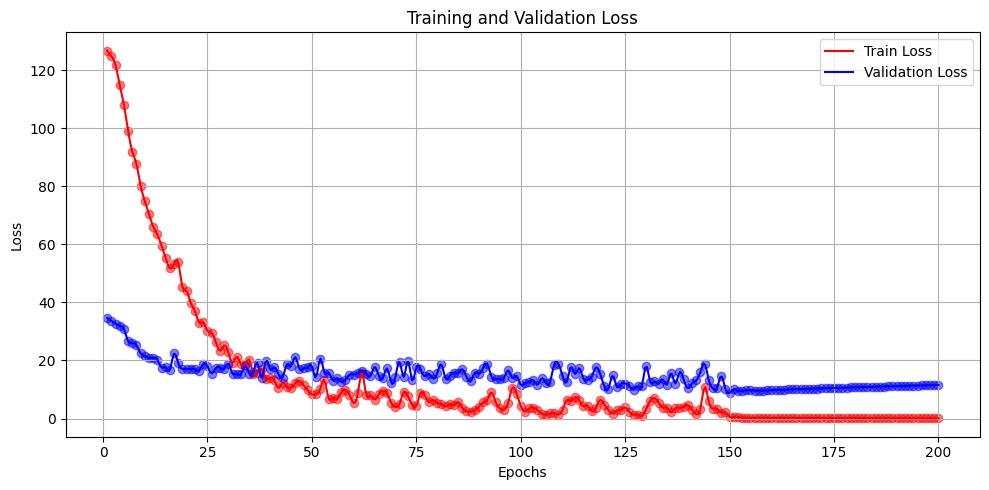 Training and Validation Loss
Train Loss
Validation Loss
120
100
80
60
40
20
0
Loss
0 25 50 75 100 125 150 175 200
Epochs